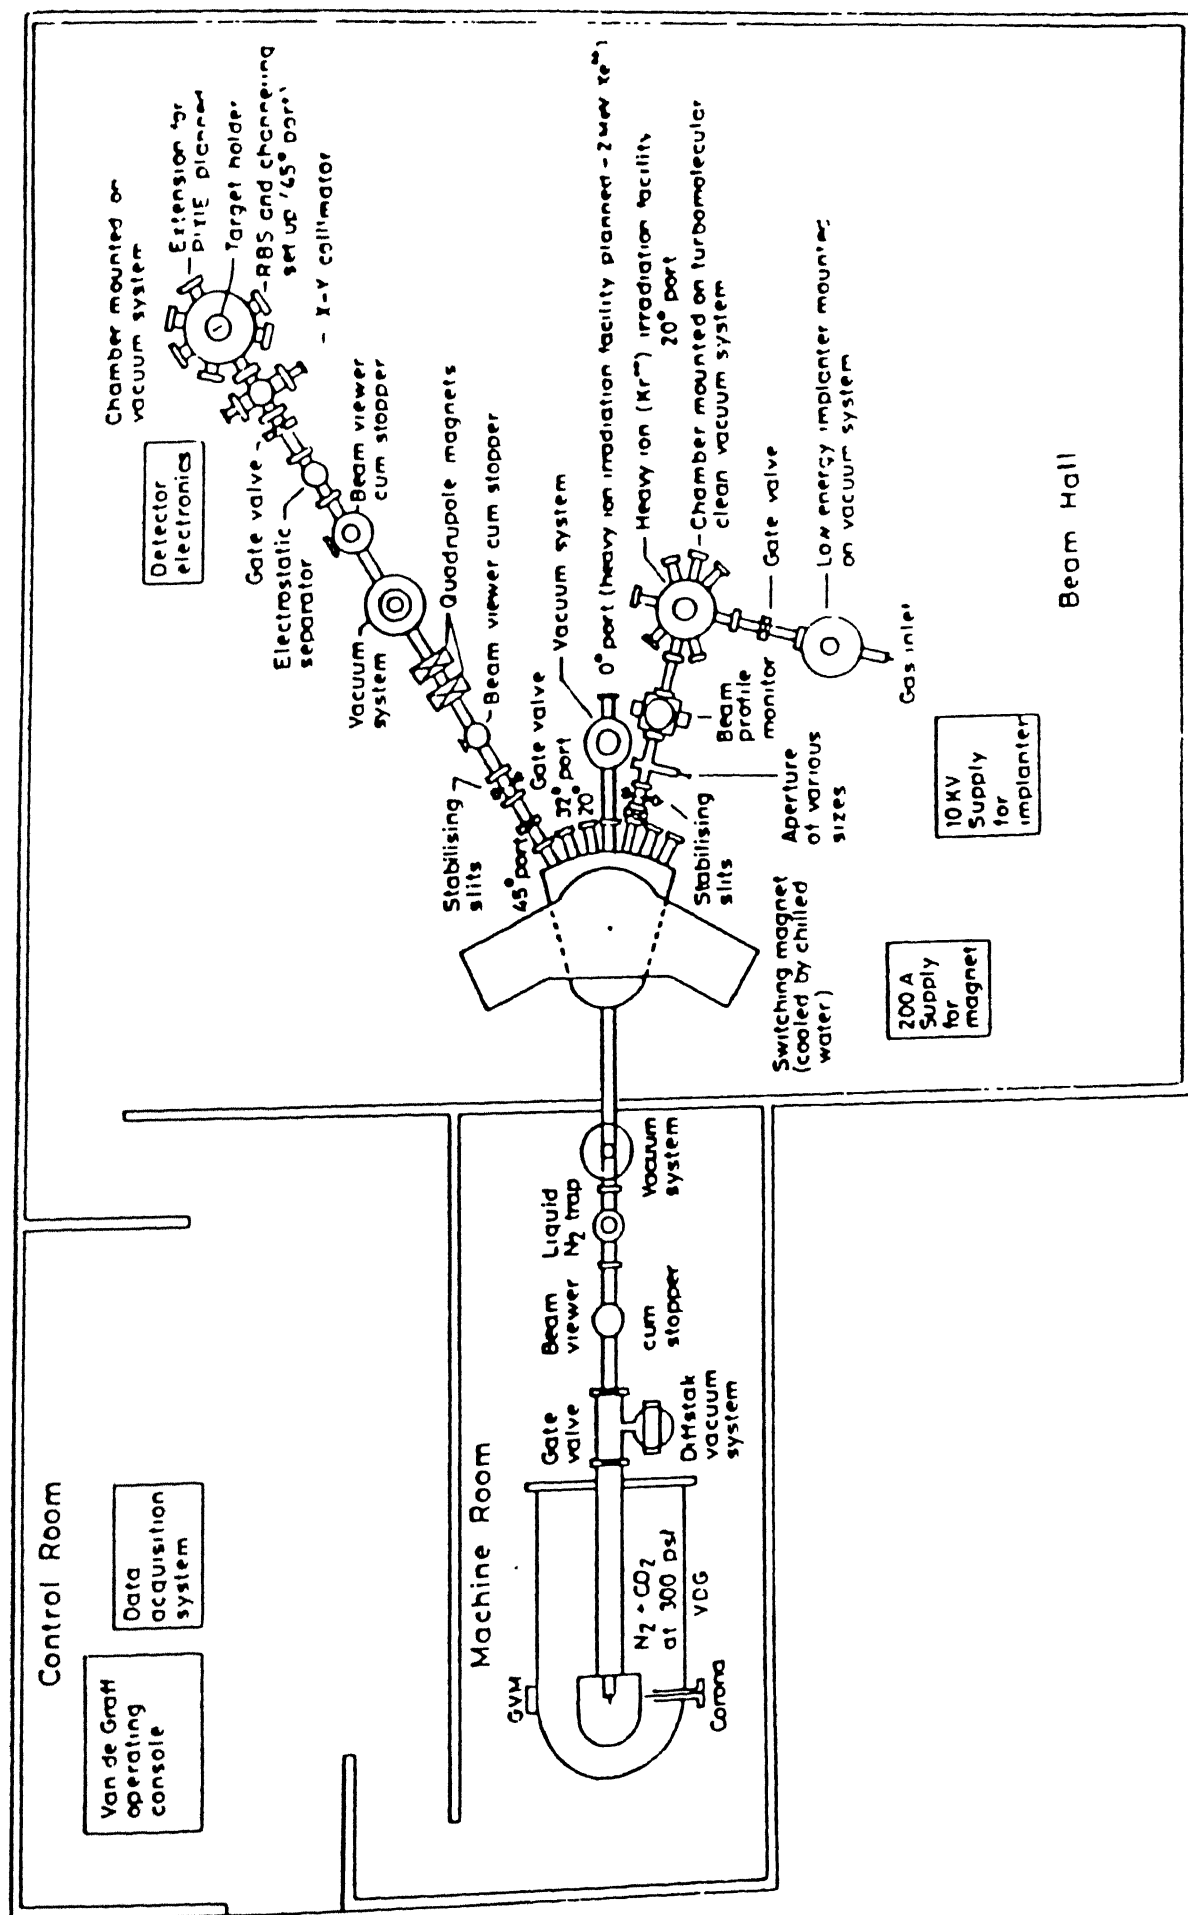 Control Room
Van de Graff
operating
console
Data
acquisition
system
Machine Room
GVM
N2 + CO2
at 300 psi
VDG
Corona
Gate
valve
Diffstak
vacuum
system
Beam
viewer
cum
stopper
Liquid
N2 trap
Vacuum
system
Switching magnet
(cooled by chilled
water)
200 A
Supply
for
magnet
10 KV
Supply
for
implanter
Beam Hall
Stabilising
slits
45° port
32° port
20°
Gate valve
Beam viewer cum stopper
Quadrupole magnets
Vacuum
system
Beam viewer
cum stopper
Electrostatic
separator
Gate valve
Detector
electronics
Chamber mounted on
vacuum system
Extension for
planned
Target holder
RBS and channeling
set up '45° port'
X-Y collimator
Vacuum system
0° port (heavy ion irradiation facility planned - 2 MeV
Heavy ion irradiation facility
20° port
Chamber mounted on turbomolecular
clean vacuum system
Gate valve
Low energy implanter mounted
on vacuum system
Gas inlet
Beam
profile
monitor
Aperture
of various
sizes
Stabilising
slits